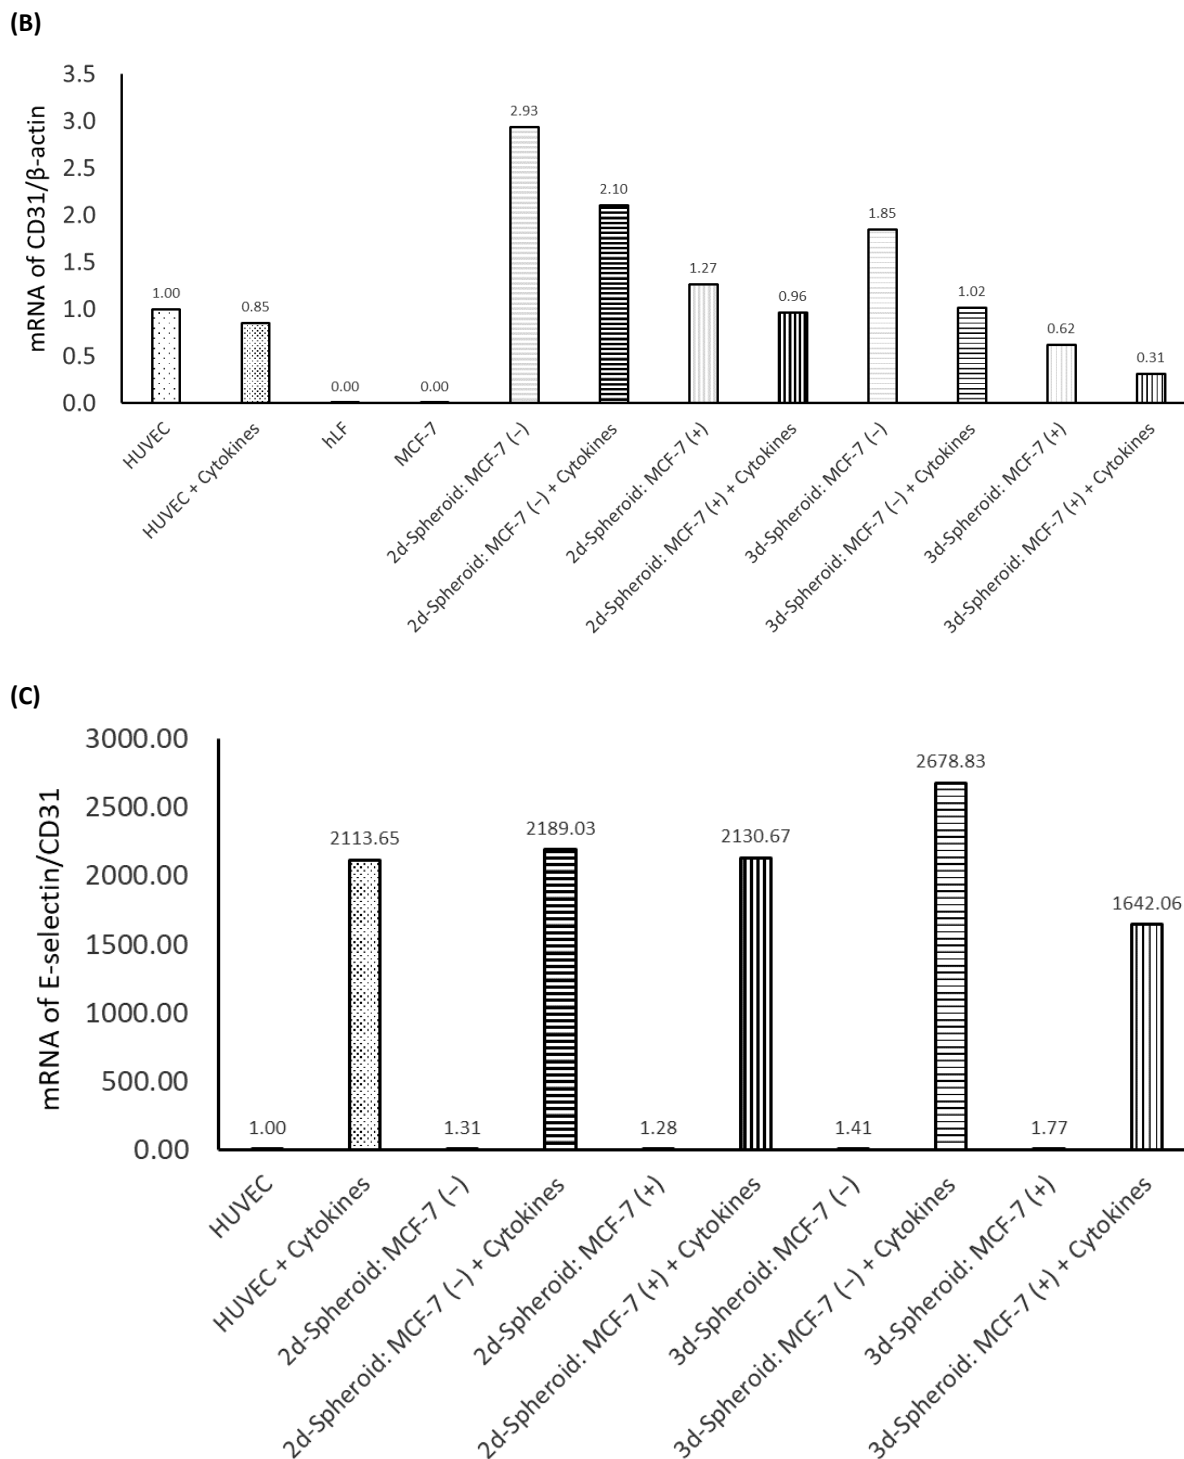 (B)
mRNA of CD31/β-actin
3.5
3.0
2.5
2.0
1.5
1.0
0.5
0.0
1.00
0.85
0.00
0.00
2.93
2.10
1.27
0.96
1.85
1.02
0.62
0.31
HUVEC
HUVEC + Cytokines
hLF
MCF-7
2d-Spheroid: MCF-7 (−)
2d-Spheroid: MCF-7 (−) + Cytokines
2d-Spheroid: MCF-7 (+)
2d-Spheroid: MCF-7 (+) + Cytokines
3d-Spheroid: MCF-7 (−)
3d-Spheroid: MCF-7 (−) + Cytokines
3d-Spheroid: MCF-7 (+)
3d-Spheroid: MCF-7 (+) + Cytokines
(C)
mRNA of E-selectin/CD31
3000.00
2500.00
2000.00
1500.00
1000.00
500.00
0.00
1.00
2113.65
1.31
2189.03
1.28
2130.67
1.41
2678.83
1.77
1642.06
HUVEC
HUVEC + Cytokines
2d-Spheroid: MCF-7 (−)
2d-Spheroid: MCF-7 (−) + Cytokines
2d-Spheroid: MCF-7 (+)
2d-Spheroid: MCF-7 (+) + Cytokines
3d-Spheroid: MCF-7 (−)
3d-Spheroid: MCF-7 (−) + Cytokines
3d-Spheroid: MCF-7 (+)
3d-Spheroid: MCF-7 (+) + Cytokines